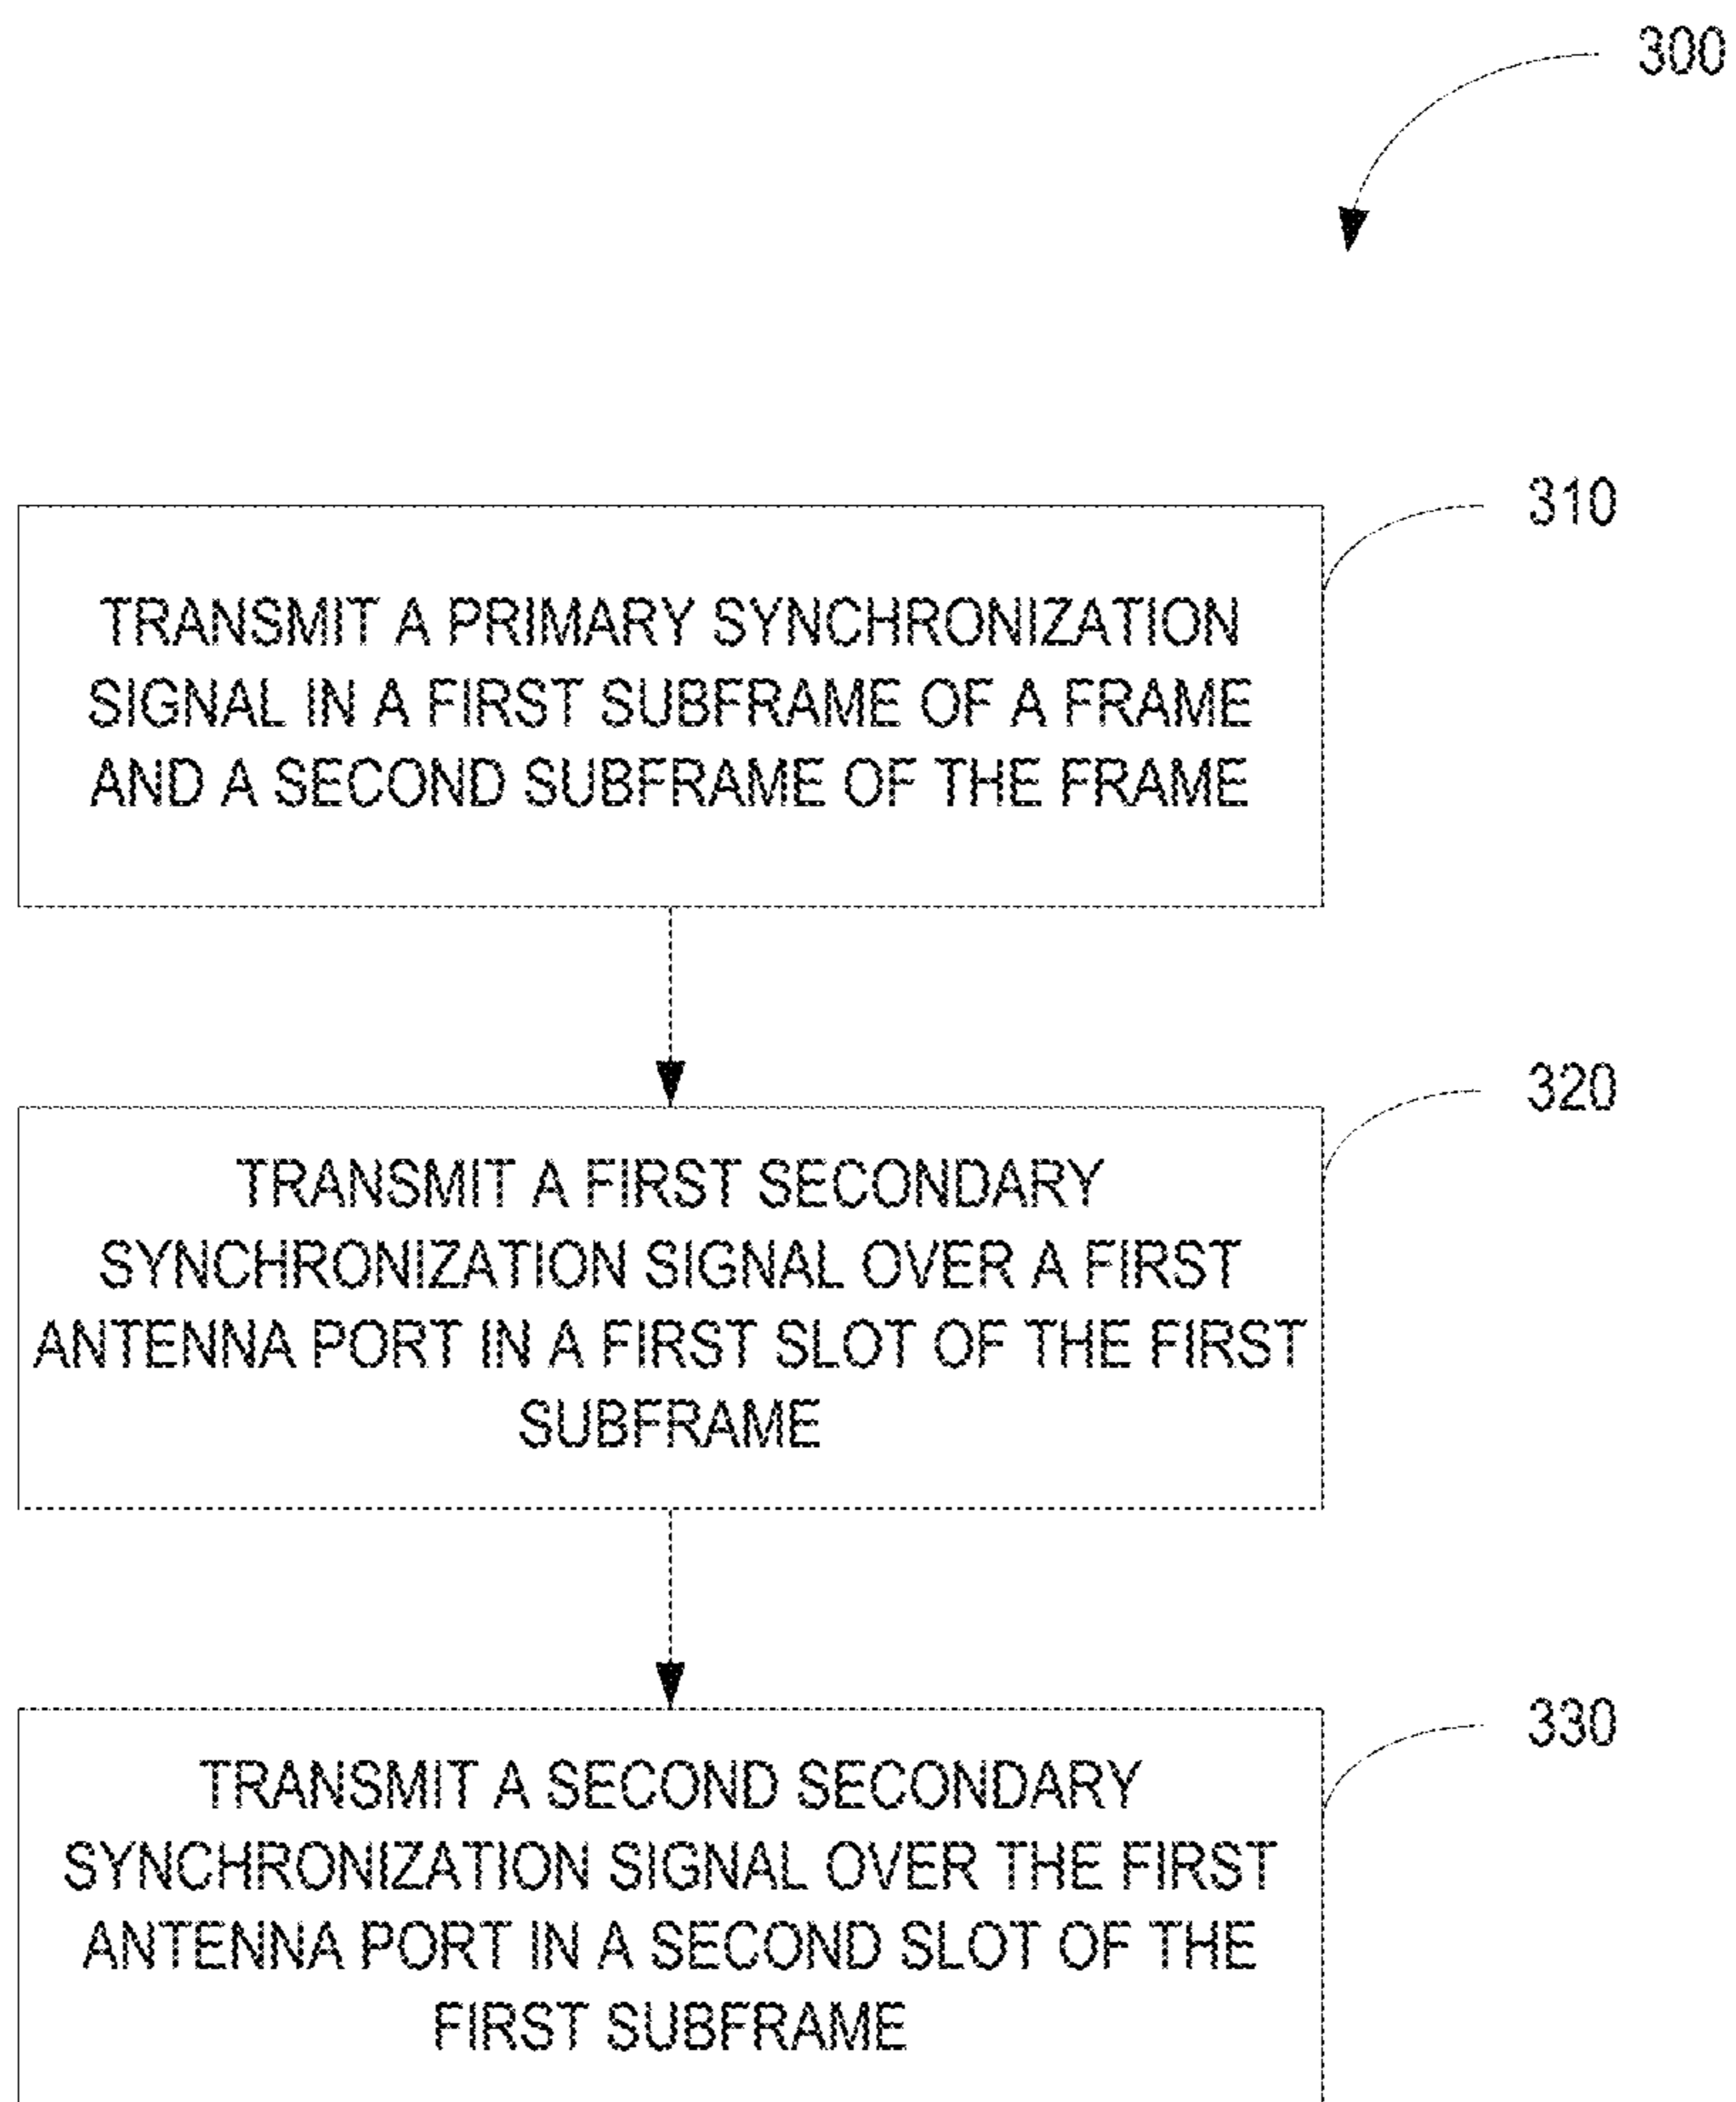 300
310
TRANSMIT A PRIMARY SYNCHRONIZATION
SIGNAL IN A FIRST SUBFRAME OF A FRAME
AND A SECOND SUBFRAME OF THE FRAME
320
TRANSMIT A FIRST SECONDARY
SYNCHRONIZATION SIGNAL OVER A FIRST
ANTENNA PORT IN A FIRST SLOT OF THE FIRST
SUBFRAME
330
TRANSMIT A SECOND SECONDARY
SYNCHRONIZATION SIGNAL OVER THE FIRST
ANTENNA PORT IN A SECOND SLOT OF THE
FIRST SUBFRAME